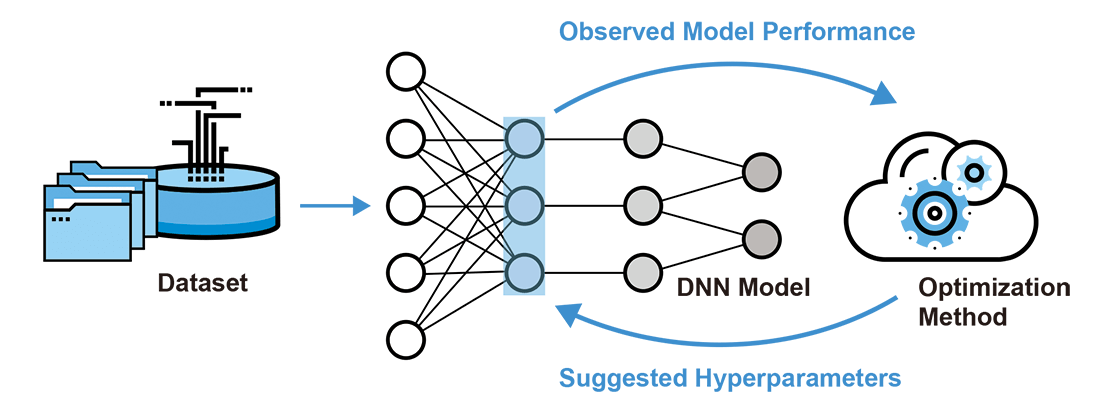 Observed Model Performance
Dataset
DNN Model
Optimization
Method
Suggested Hyperparameters